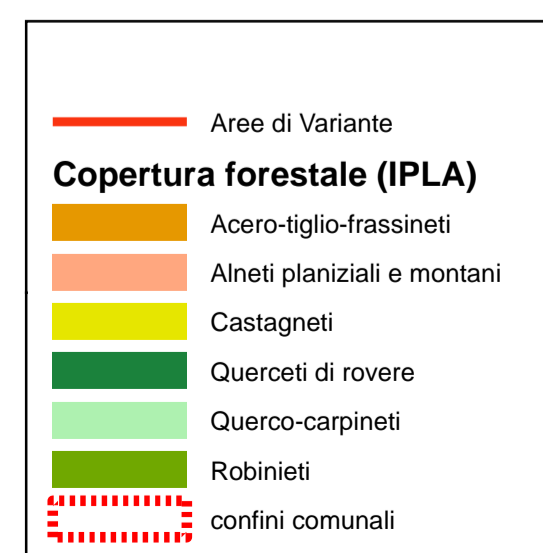 Aree di Variante
Copertura forestale (IPLA)
Acero-tiglio-frassineti
Alneti planiziali e montani
Castagneti
Querceti di rovere
Querco-carpineti
Robinieti
confini comunali